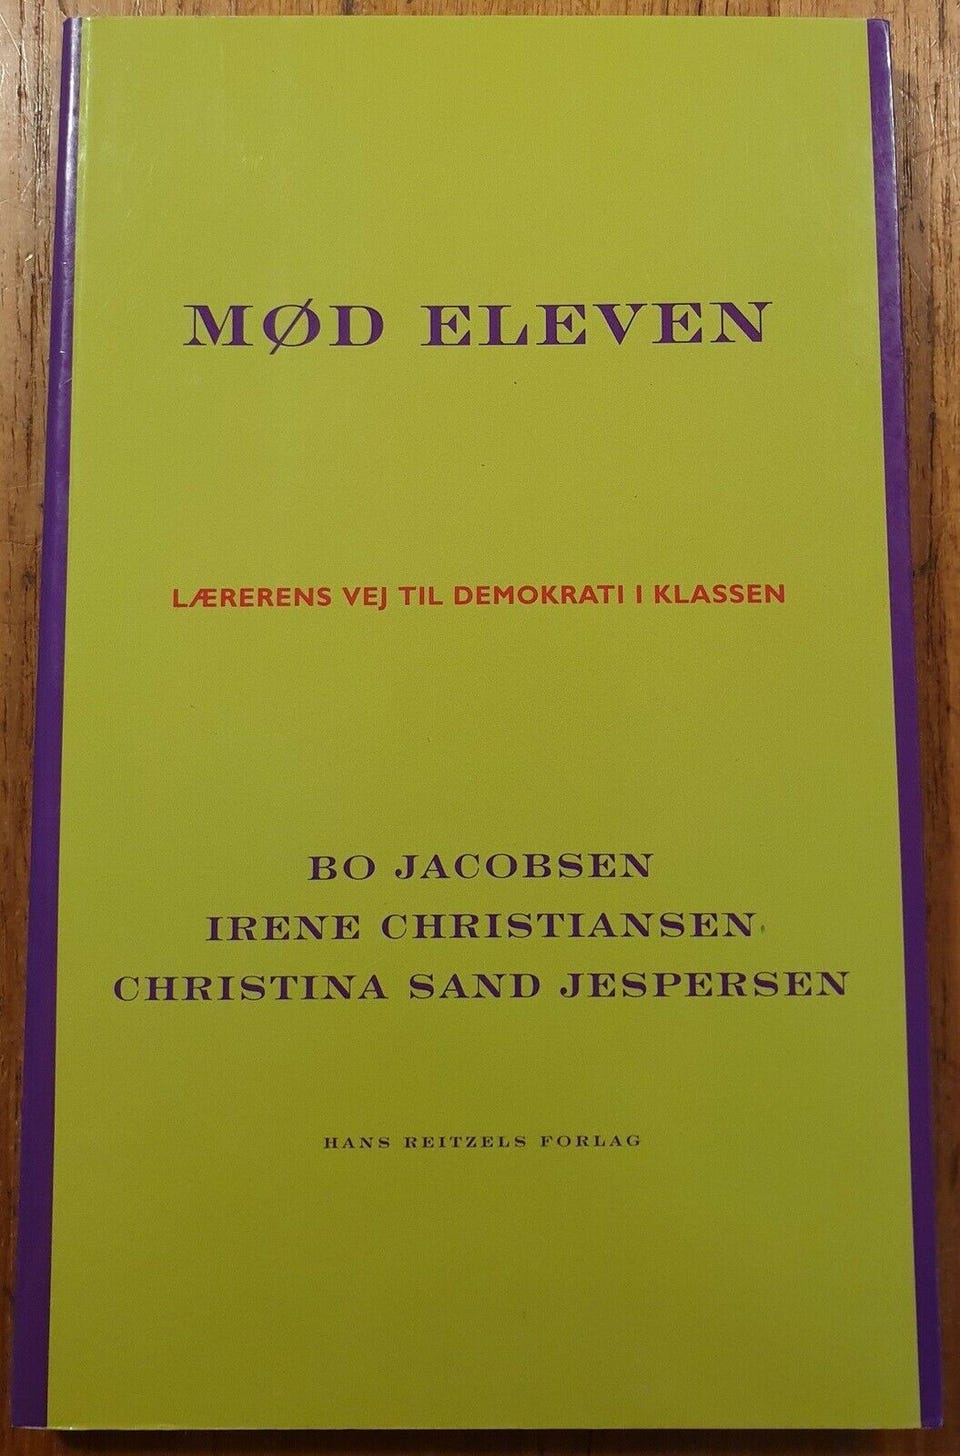 MØD ELEVEN
LÆRERENS VEJ TIL DEMOKRATI I KLASSEN
BO JACOBSEN
IRENE CHRISTIANSEN
CHRISTINA SAND JESPERSEN
HANS REITZELS FORLAG